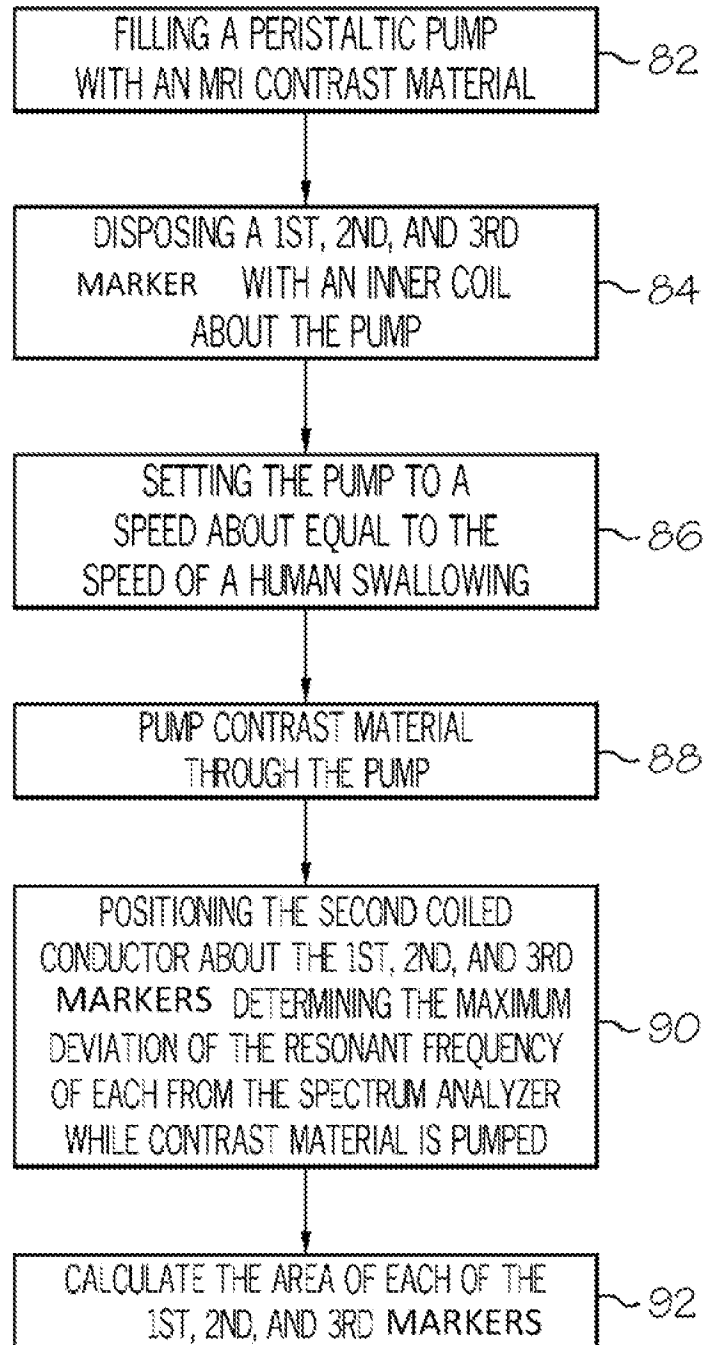 FILLING A PERISTALTIC PUMP
WITH AN MRI CONTRAST MATERIAL
82
DISPOSING A 1ST, 2ND, AND 3RD
MARKER WITH AN INNER COIL
ABOUT THE PUMP
84
SETTING THE PUMP TO A
SPEED ABOUT EQUAL TO THE
SPEED OF A HUMAN SWALLOWING
86
PUMP CONTRAST MATERIAL
THROUGH THE PUMP
88
POSITIONING THE SECOND COILED
CONDUCTOR ABOUT THE 1ST, 2ND, AND 3RD
MARKERS DETERMINING THE MAXIMUM
DEVIATION OF THE RESONANT FREQUENCY
OF EACH FROM THE SPECTRUM ANALYZER
WHILE CONTRAST MATERIAL IS PUMPED
90
CALCULATE THE AREA OF EACH OF THE
1ST, 2ND, AND 3RD MARKERS
92